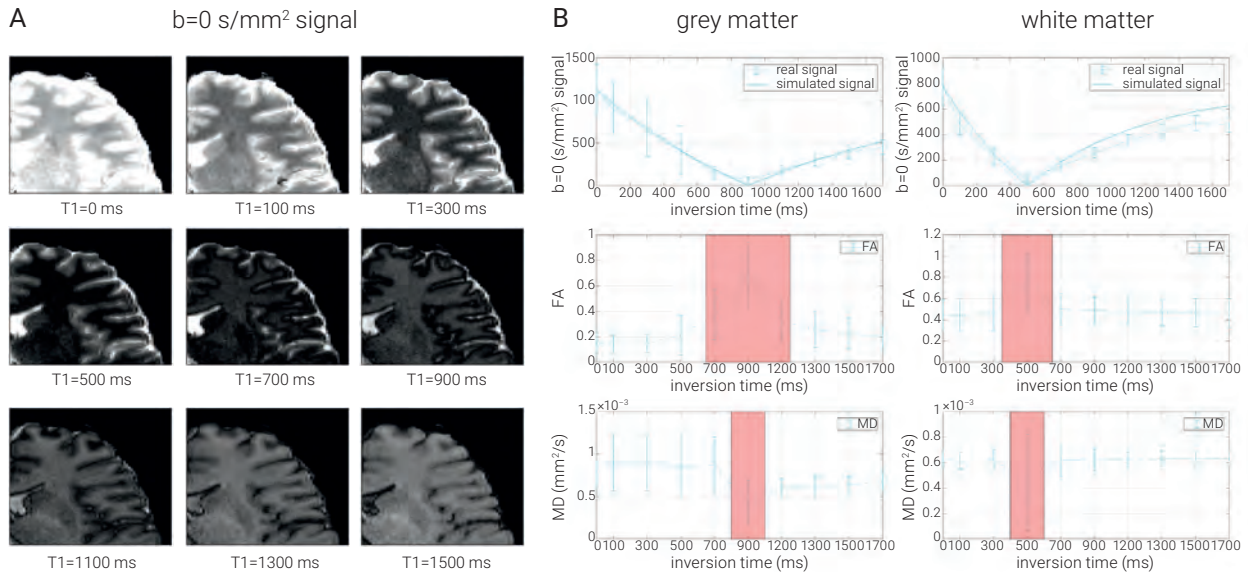 A
b=0 s/mm² signal
T1=0 ms
T1=100 ms
T1=300 ms
T1=500 ms
T1=700 ms
T1=900 ms
T1=1100 ms
T1=1300 ms
T1=1500 ms
B
grey matter
white matter
b=0 (s/mm²) signal
1500
1000
500
0
real signal
simulated signal
0 200 400 600 800 1000 1200 1400 1600
inversion time (ms)
b=0 (s/mm²) signal
1000
800
600
400
200
0
real signal
simulated signal
0 200 400 600 800 1000 1200 1400 1600
inversion time (ms)
FA
1
0.8
0.6
0.4
0.2
0
FA
0 100 300 500 700 900 1200 1300 1500 1700
inversion time (ms)
FA
1.2
1
0.8
0.6
0.4
0.2
0
FA
0 100 300 500 700 900 1100 1300 1500 1700
inversion time (ms)
MD (mm²/s)
×10⁻³
1.5
1
0.5
0
MD
0 100 300 500 700 900 1200 1300 1500 1700
inversion time (ms)
MD (mm²/s)
×10⁻³
1
0.8
0.6
0.4
0.2
0
MD
0 100 300 500 700 900 1100 1300 1500 1700
inversion time (ms)